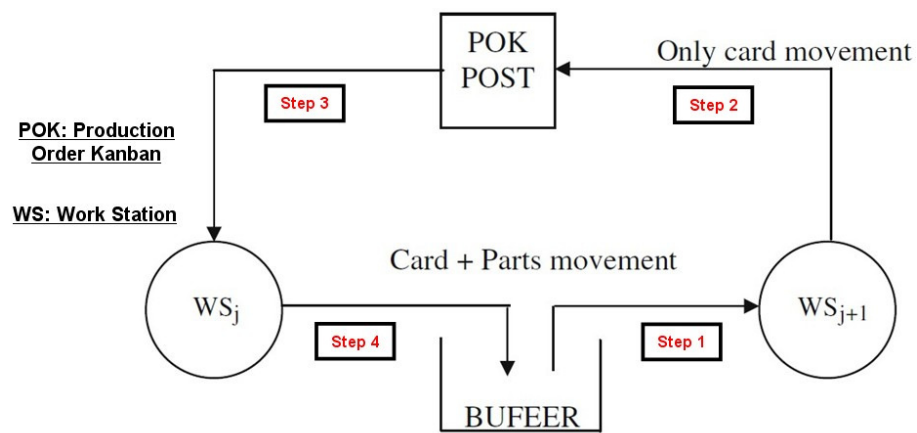 POK
POST
Only card movement
Step 3
Step 2
POK: Production
Order Kanban
WS: Work Station
Card + Parts movement
WSj
WSj+1
Step 4
Step 1
BUFEER